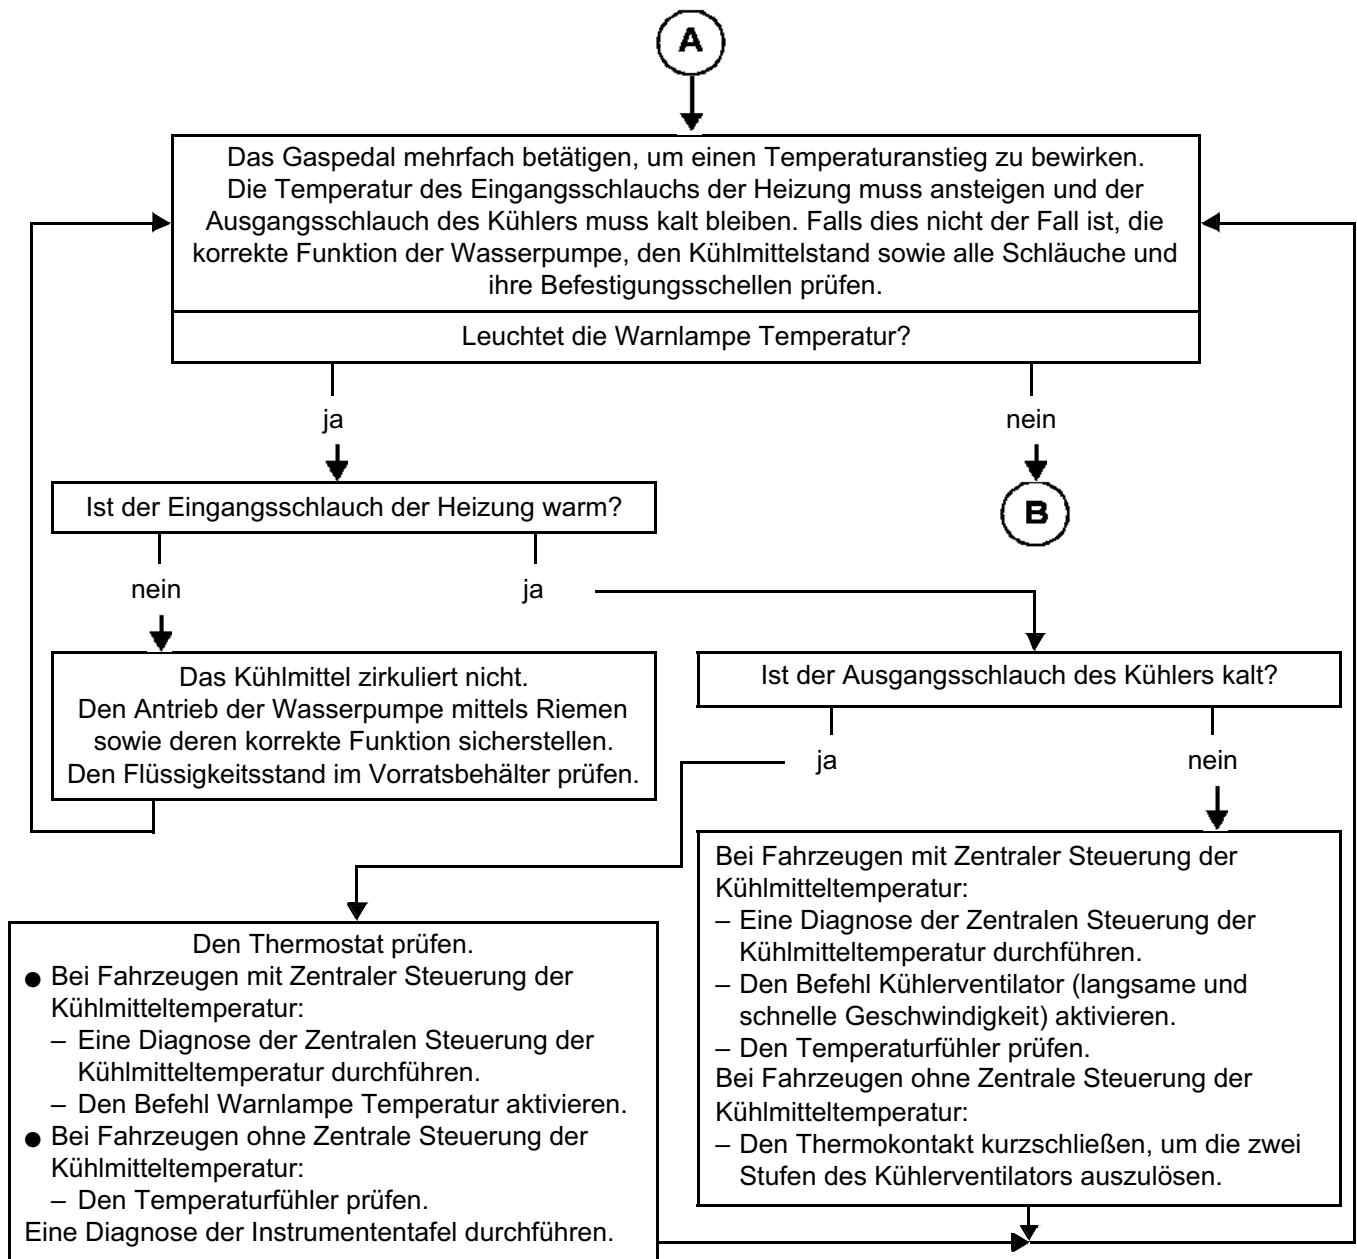 A
Das Gaspedal mehrfach betätigen, um einen Temperaturanstieg zu bewirken.
Die Temperatur des Eingangsschlauchs der Heizung muss ansteigen und der
Ausgangsschlauch des Kühlers muss kalt bleiben. Falls dies nicht der Fall ist, die
korrekte Funktion der Wasserpumpe, den Kühlmittelstand sowie alle Schläuche und
ihre Befestigungsschellen prüfen.
Leuchtet die Warnlampe Temperatur?
ja
nein
Ist der Eingangsschlauch der Heizung warm?
B
nein
ja
Das Kühlmittel zirkuliert nicht.
Den Antrieb der Wasserpumpe mittels Riemen
sowie deren korrekte Funktion sicherstellen.
Den Flüssigkeitsstand im Vorratsbehälter prüfen.
Ist der Ausgangsschlauch des Kühlers kalt?
ja
nein
Den Thermostat prüfen.
● Bei Fahrzeugen mit Zentraler Steuerung der
Kühlmitteltemperatur:
– Eine Diagnose der Zentralen Steuerung der
Kühlmitteltemperatur durchführen.
– Den Befehl Warnlampe Temperatur aktivieren.
● Bei Fahrzeugen ohne Zentrale Steuerung der
Kühlmitteltemperatur:
– Den Temperaturfühler prüfen.
Eine Diagnose der Instrumententafel durchführen.
Bei Fahrzeugen mit Zentraler Steuerung der
Kühlmitteltemperatur:
– Eine Diagnose der Zentralen Steuerung der
Kühlmitteltemperatur durchführen.
– Den Befehl Kühlerventilator (langsame und
schnelle Geschwindigkeit) aktivieren.
– Den Temperaturfühler prüfen.
Bei Fahrzeugen ohne Zentrale Steuerung der
Kühlmitteltemperatur:
– Den Thermokontakt kurzschließen, um die zwei
Stufen des Kühlerventilators auszulösen.